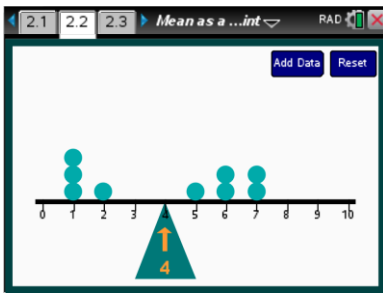 2.1 2.2 2.3 Mean as a ...int RAD
Add Data Reset
0 1 2 3 4 5 6 7 8 9 10
4